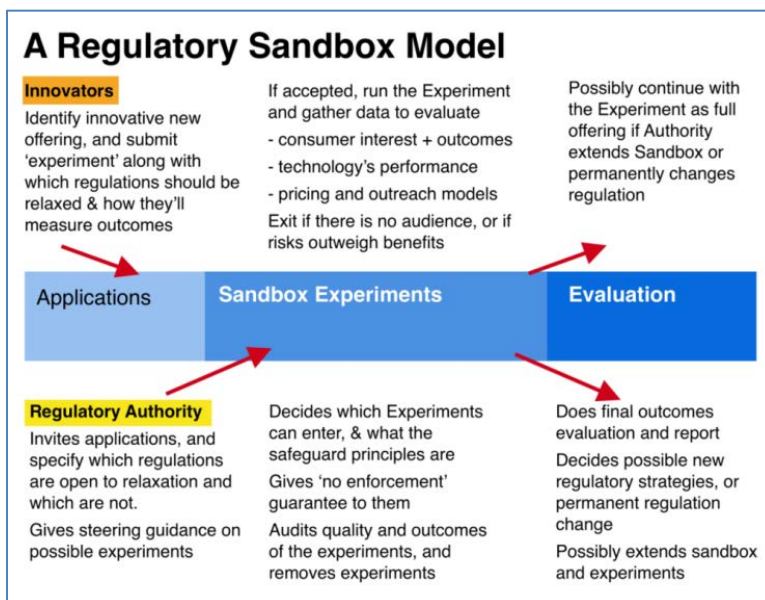 A Regulatory Sandbox Model
Innovators
Identify innovative new
offering, and submit
‘experiment’ along with
which regulations should be
relaxed & how they’ll
measure outcomes
If accepted, run the Experiment
and gather data to evaluate
- consumer interest + outcomes
- technology’s performance
- pricing and outreach models
Exit if there is no audience, or if
risks outweigh benefits
Possibly continue with
the Experiment as full
offering if Authority
extends Sandbox or
permanently changes
regulation
Applications
Sandbox Experiments
Evaluation
Regulatory Authority
Invites applications, and
specify which regulations
are open to relaxation and
which are not.
Gives steering guidance on
possible experiments
Decides which Experiments
can enter, & what the
safeguard principles are
Gives ‘no enforcement’
guarantee to them
Audits quality and outcomes
of the experiments, and
removes experiments
Does final outcomes
evaluation and report
Decides possible new
regulatory strategies, or
permanent regulation
change
Possibly extends sandbox
and experiments